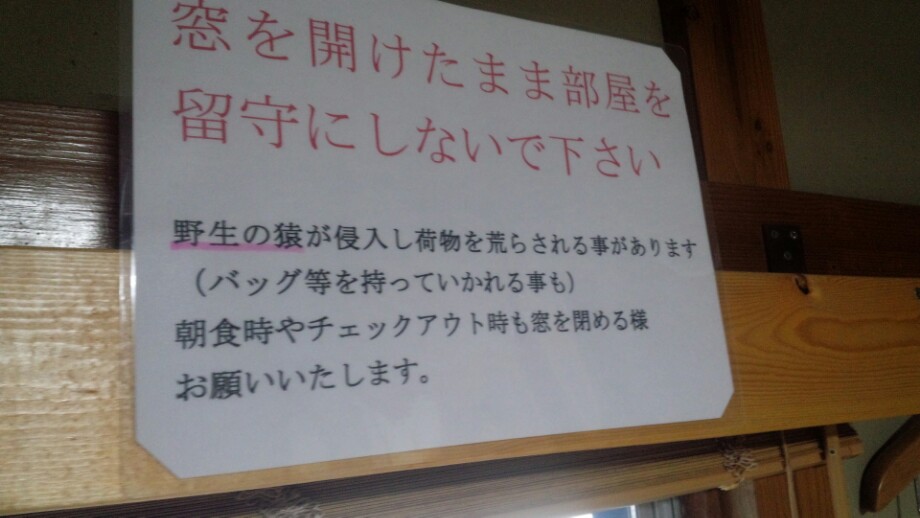 窓を開けたまま部屋を
留守にしないで下さい
野生の猿が侵入し荷物を荒らされる事があります
（バッグ等を持っていかれる事も）
朝食時やチェックアウト時も窓を閉める様
お願いいたします。